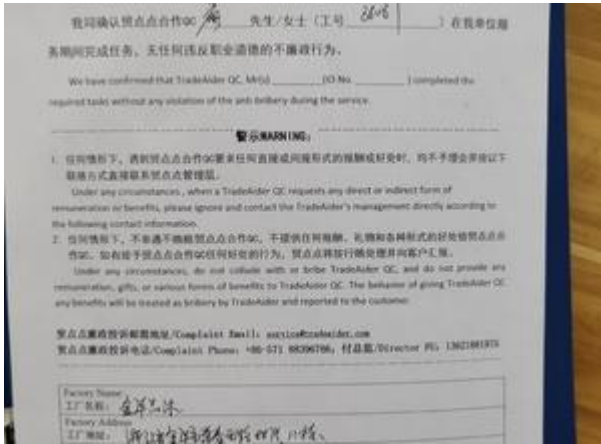 我司确认贸点点合作QC 先生/女士 (工号 ) 在我单位服
务期间完成任务，无任何违反职业道德的不廉政行为。
We have confirmed that TradeAider QC, Mr(s) (ID No. ) completed the
required tasks without any violation of the anti-bribery during the service.
警示WARNING:
1. 任何情形下，遇到贸点点合作QC要求任何直接或间接形式的报酬或好处时，均不予理会并按以下
联络方式直接联系贸点点管理层。
Under any circumstances, when a TradeAider QC requests any direct or indirect form of
remuneration or benefits, please ignore and contact the TradeAider's management directly according to
the following contact information.
2. 任何情形下，不串通不贿赂贸点点合作QC，不提供任何报酬、礼物和各种形式的好处给贸点点合
作QC。如有给予贸点点合作QC任何好处的行为，贸点点将按行贿处理并向客户汇报。
Under any circumstances, do not collude with or bribe TradeAider QC, and do not provide any
remuneration, gifts, or various forms of benefits to TradeAider QC. The behavior of giving TradeAider QC
any benefits will be treated as bribery by TradeAider and reported to the customer.
贸点点廉政投诉邮箱地址/Complaint Email: service@tradeaider.com
贸点点廉政投诉电话/Complaint Phone: +86-571 88396786, 付总监/Director FU, 13621881975
Factory Name
工厂名称:
Factory Address
工厂地址: